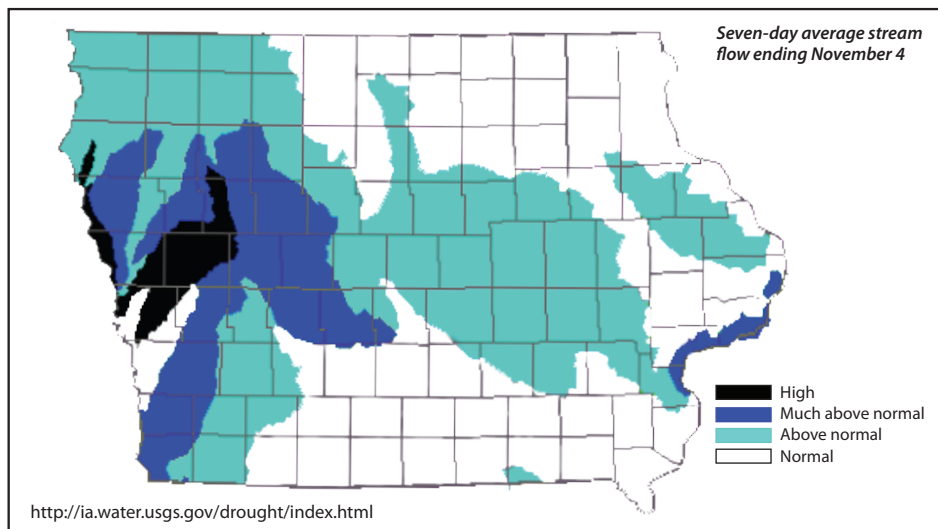 Seven-day average stream
flow ending November 4
High
Much above normal
Above normal
Normal
http://ia.water.usgs.gov/drought/index.html